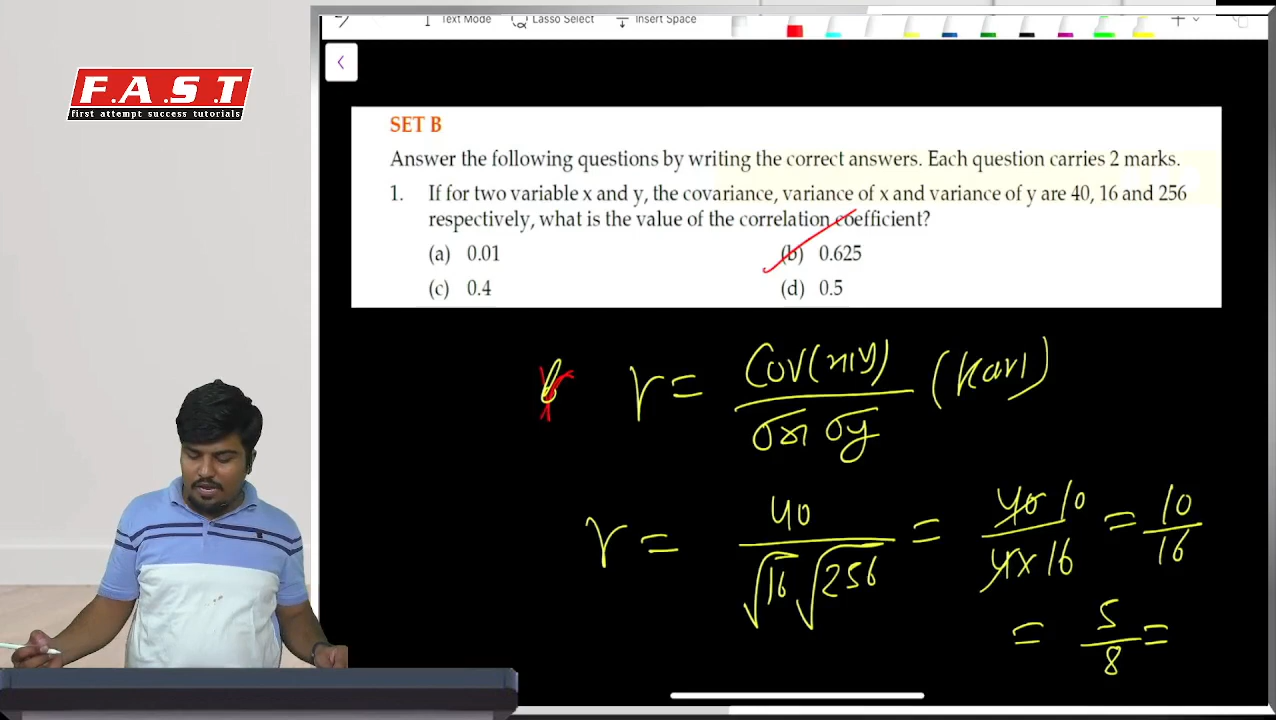 F.A.S.T
first attempt success tutorials
Text Mode Lasso Select Insert Space
SET B
Answer the following questions by writing the correct answers. Each question carries 2 marks.
1. If for two variable x and y, the covariance, variance of x and variance of y are 40, 16 and 256
respectively, what is the value of the correlation coefficient?
(a) 0.01 (b) 0.625
(c) 0.4 (d) 0.5
r = Cov(x,y) / σx σy (Karl)
r = 40 / √16 √256 = 40 10 / 4x16 = 10/16
= 5/8 =